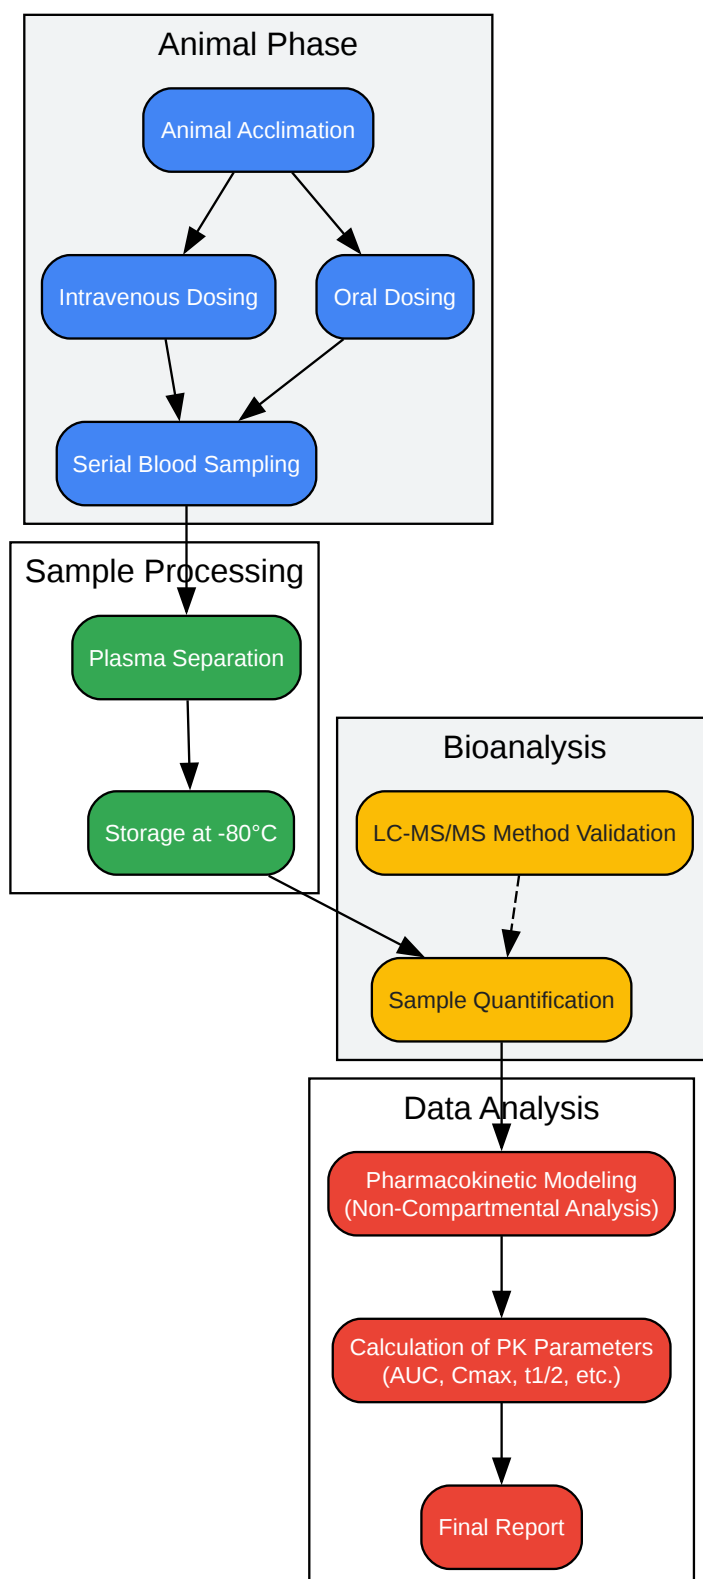 Animal Phase
Animal Acclimation
Intravenous Dosing
Oral Dosing
Serial Blood Sampling
Sample Processing
Plasma Separation
Storage at -80°C
Bioanalysis
LC-MS/MS Method Validation
Sample Quantification
Data Analysis
Pharmacokinetic Modeling
(Non-Compartmental Analysis)
Calculation of PK Parameters
(AUC, Cmax, t1/2, etc.)
Final Report